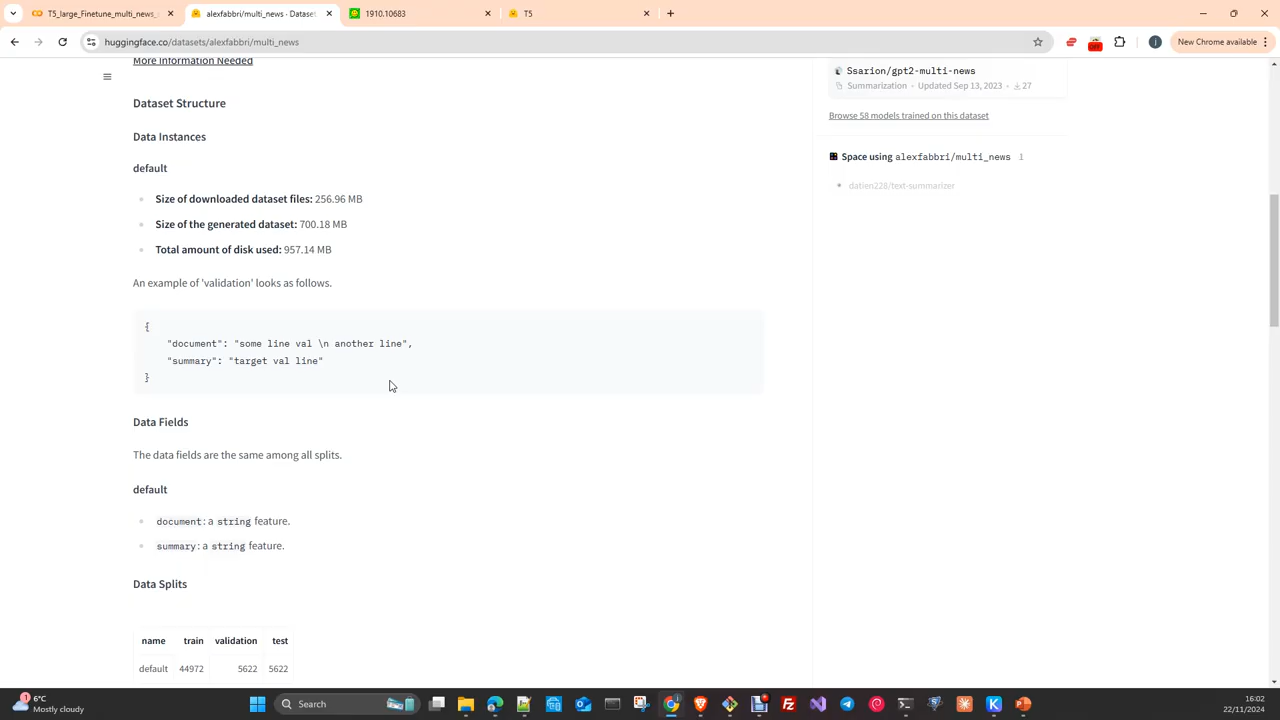 T5_large_Finetune_multi_news_
alexfabbri/multi_news · Dataset
1910.10683
T5
huggingface.co/datasets/alexfabbri/multi_news
OFF
New Chrome available
More Information Needed
Dataset Structure
Data Instances
default
Size of downloaded dataset files: 256.96 MB
Size of the generated dataset: 700.18 MB
Total amount of disk used: 957.14 MB
An example of 'validation' looks as follows.
{
"document": "some line val \n another line",
"summary": "target val line"
}
Data Fields
The data fields are the same among all splits.
default
document: a string feature.
summary: a string feature.
Data Splits
name train validation test
default 44972 5622 5622
Ssarion/gpt2-multi-news
Summarization • Updated Sep 13, 2023 • 27
Browse 58 models trained on this dataset
Space using alexfabbri/multi_news 1
datien228/text-summarizer
6°C
Mostly cloudy
Search
16:02
22/11/2024